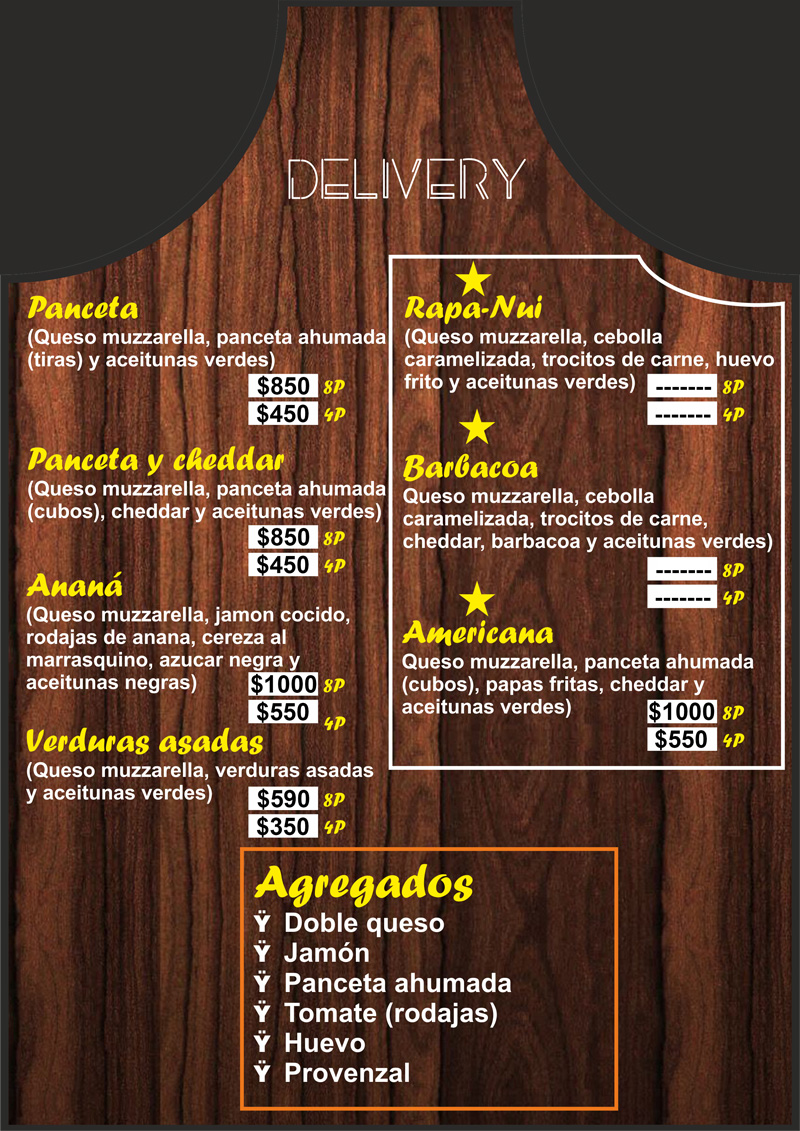 DELIVERY
Panceta
(Queso muzzarella, panceta ahumada
(tiras) y aceitunas verdes)
$850 8P
$450 4P
Panceta y cheddar
(Queso muzzarella, panceta ahumada
(cubos), cheddar y aceitunas verdes)
$850 8P
$450 4P
Ananá
(Queso muzzarella, jamon cocido,
rodajas de anana, cereza al
marrasquino, azucar negra y
aceitunas negras)
$1000 8P
$550 4P
Verduras asadas
(Queso muzzarella, verduras asadas
y aceitunas verdes)
$590 8P
$350 4P
Rapa-Nui
(Queso muzzarella, cebolla
caramelizada, trocitos de carne, huevo
frito y aceitunas verdes)
------- 8P
------- 4P
Barbacoa
Queso muzzarella, cebolla
caramelizada, trocitos de carne,
cheddar, barbacoa y aceitunas verdes)
------- 8P
------- 4P
Americana
Queso muzzarella, panceta ahumada
(cubos), papas fritas, cheddar y
aceitunas verdes)
$1000 8P
$550 4P
Agregados
Ÿ Doble queso
Ÿ Jamón
Ÿ Panceta ahumada
Ÿ Tomate (rodajas)
Ÿ Huevo
Ÿ Provenzal